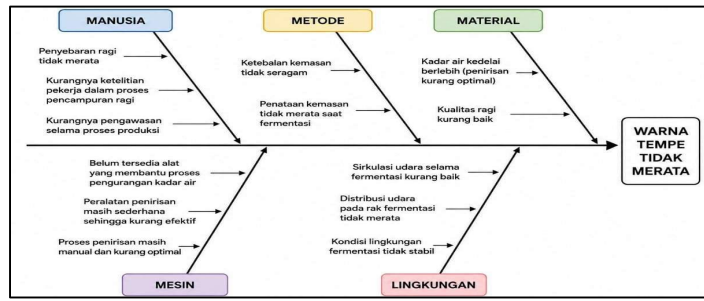 MANUSIA
METODE
MATERIAL
Penyebaran ragi
tidak merata
Kurangnya ketelitian
pekerja dalam proses
pencampuran ragi
Kurangnya pengawasan
selama proses produksi
Ketebalan kemasan
tidak seragam
Penataan kemasan
tidak merata saat
fermentasi
Kadar air kedelai
berlebih (penirisan
kurang optimal)
Kualitas ragi
kurang baik
WARNA
TEMPE
TIDAK
MERATA
Belum tersedia alat
yang membantu proses
pengurangan kadar air
Peralatan penirisan
masih sederhana
sehingga kurang efektif
Proses penirisan masih
manual dan kurang optimal
Sirkulasi udara selama
fermentasi kurang baik
Distribusi udara
pada rak fermentasi
tidak merata
Kondisi lingkungan
fermentasi tidak stabil
MESIN
LINGKUNGAN